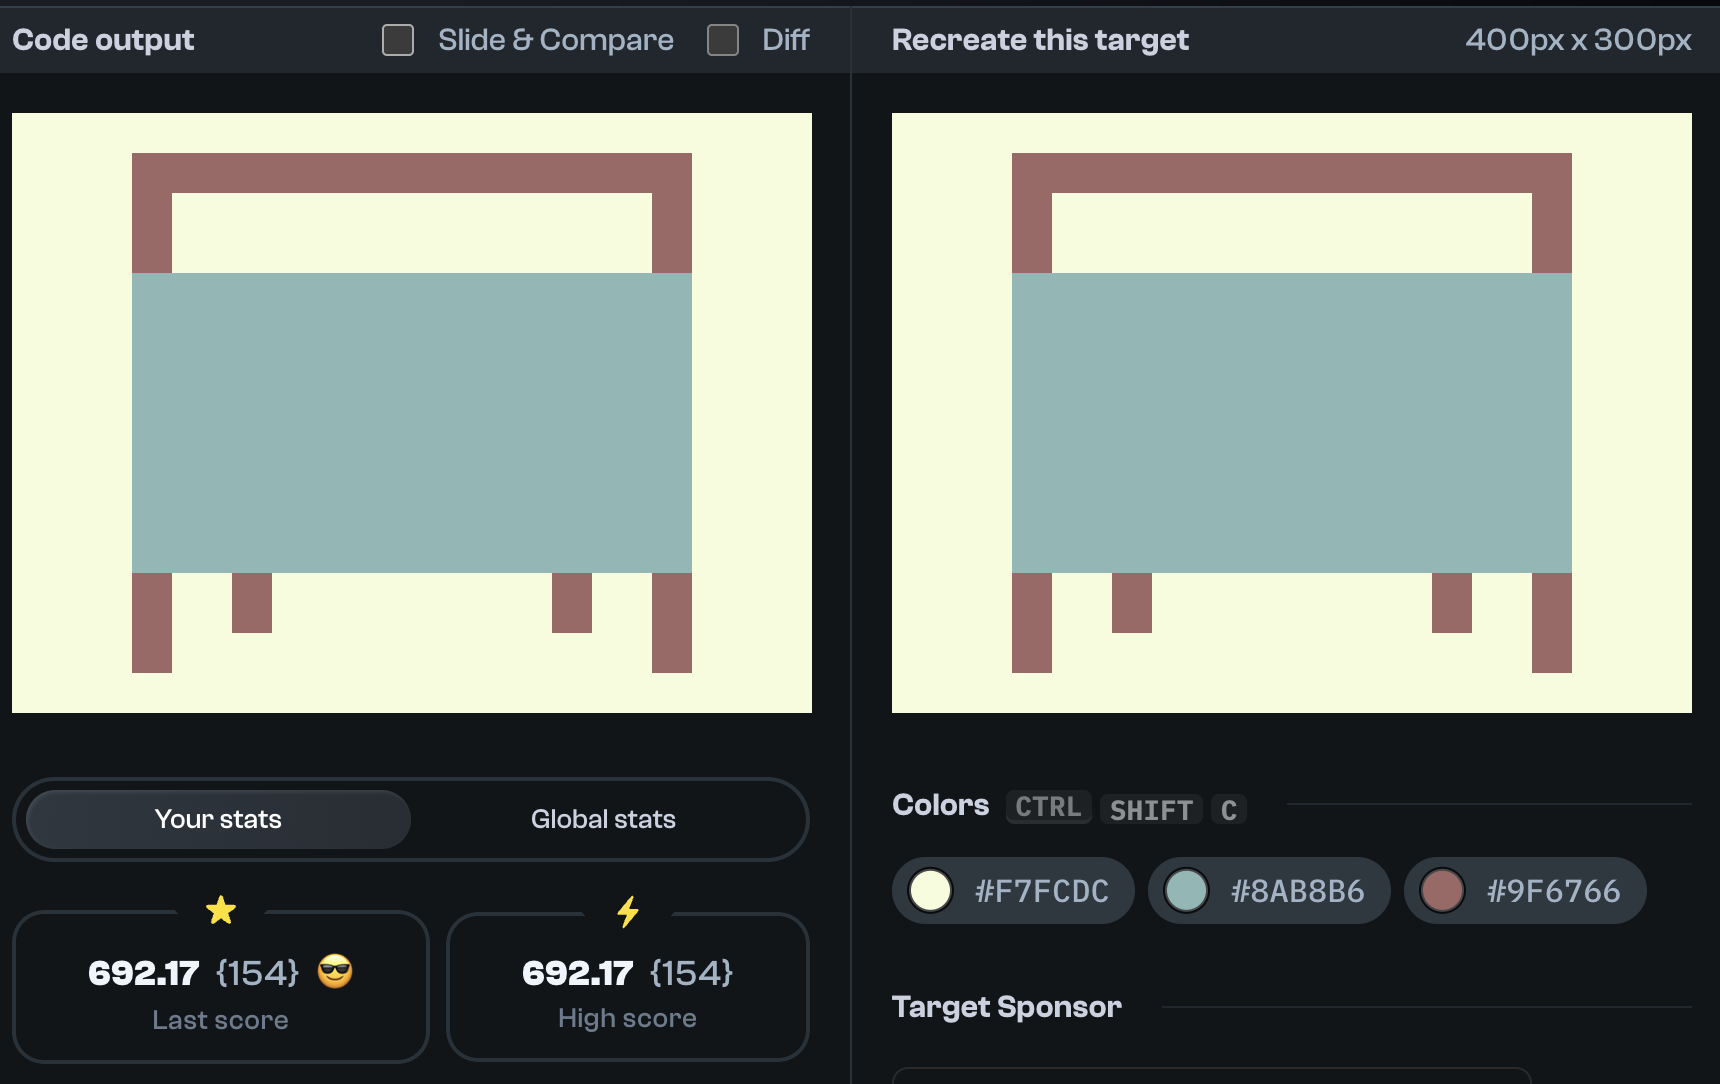 Code output
Slide & Compare
Diff
Recreate this target
400px x 300px
Your stats
Global stats
692.17 {154}
Last score
692.17 {154}
High score
Colors CTRL SHIFT C
#F7FCDC
#8AB8B6
#9F6766
Target Sponsor